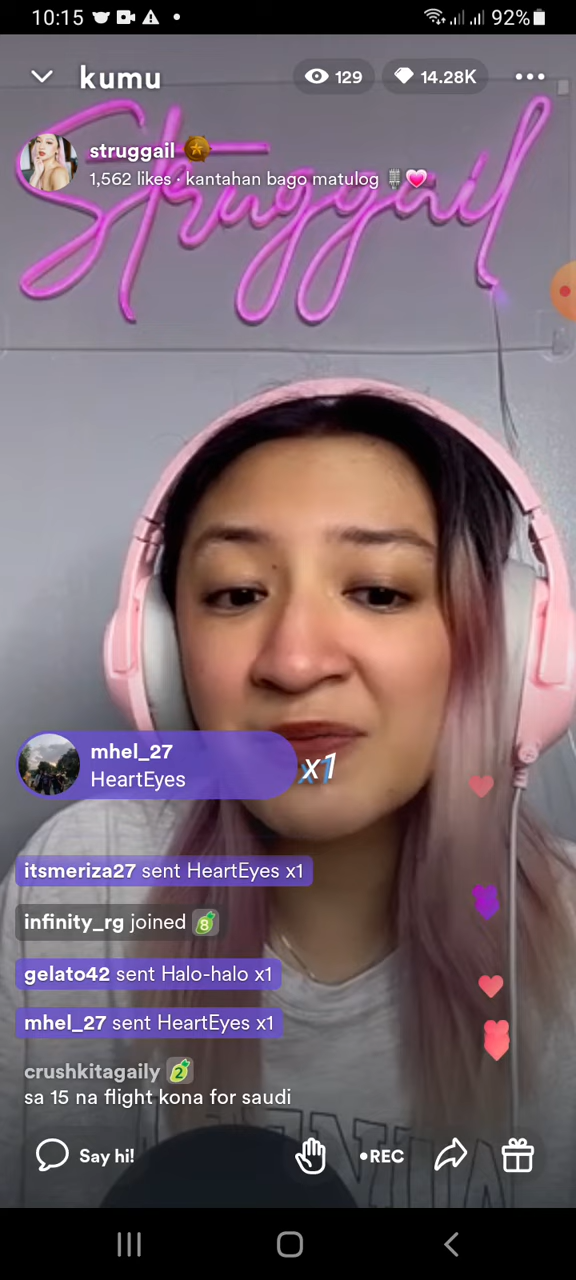 10:15
92%
kumu
129
14.28K
Struggail
struggail
1,562 likes · kantahan bago matulog
mhel_27
HeartEyes
x1
itsmeriza27 sent HeartEyes x1
infinity_rg joined 8
gelato42 sent Halo-halo x1
mhel_27 sent HeartEyes x1
crushkitagaily 2
sa 15 na flight kona for saudi
Say hi!
•REC